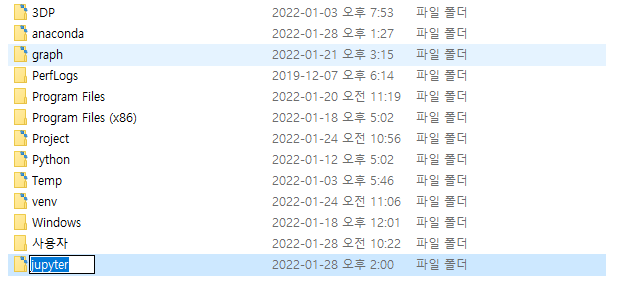 3DP 2022-01-03 오후 7:53 파일 폴더
anaconda 2022-01-28 오후 1:27 파일 폴더
graph 2022-01-21 오후 3:15 파일 폴더
PerfLogs 2019-12-07 오후 6:14 파일 폴더
Program Files 2022-01-20 오전 11:19 파일 폴더
Program Files (x86) 2022-01-18 오후 5:02 파일 폴더
Project 2022-01-24 오전 10:56 파일 폴더
Python 2022-01-12 오후 5:02 파일 폴더
Temp 2022-01-03 오후 5:46 파일 폴더
venv 2022-01-24 오전 11:06 파일 폴더
Windows 2022-01-18 오후 12:01 파일 폴더
사용자 2022-01-28 오전 10:22 파일 폴더
jupyter 2022-01-28 오후 2:00 파일 폴더